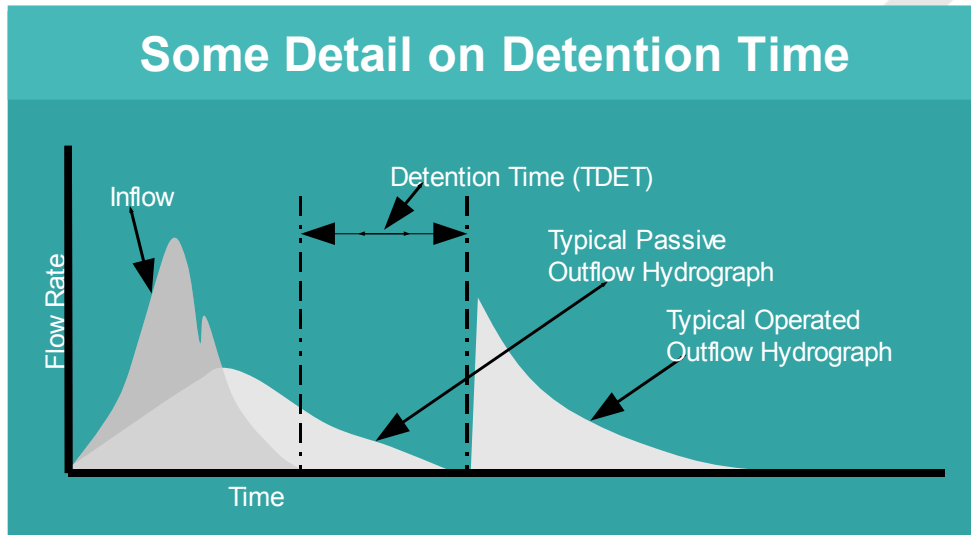 Some Detail on Detention Time
Inflow
Detention Time (TDET)
Typical Passive
Outflow Hydrograph
Typical Operated
Outflow Hydrograph
Flow Rate
Time